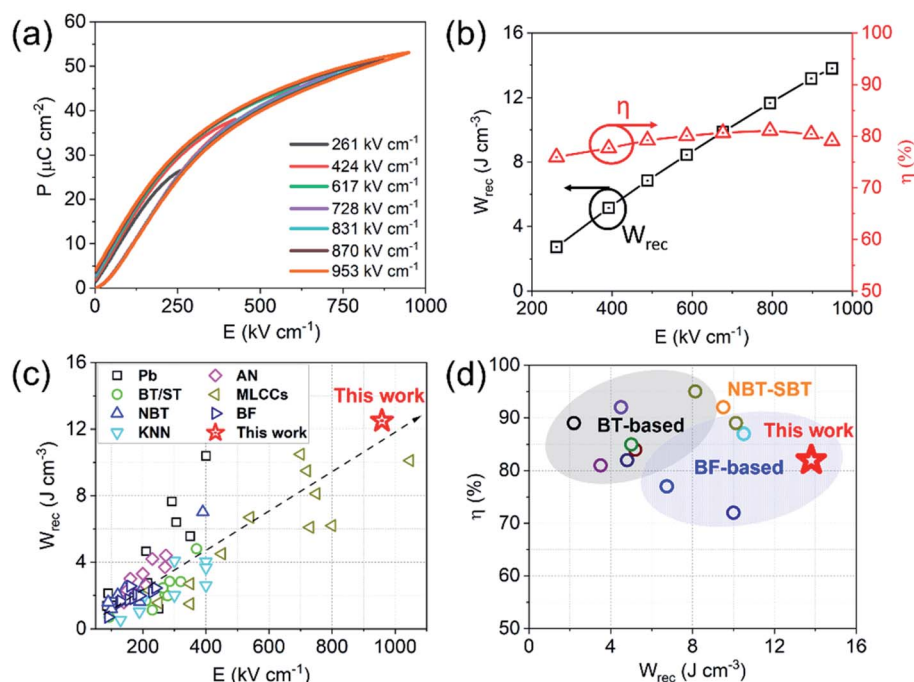 (a)
P (μC cm⁻²)
60
50
40
30
20
10
0
261 kV cm⁻¹
424 kV cm⁻¹
617 kV cm⁻¹
728 kV cm⁻¹
831 kV cm⁻¹
870 kV cm⁻¹
953 kV cm⁻¹
0 250 500 750 1000
E (kV cm⁻¹)
(b)
W_rec (J cm⁻³)
16
12
8
4
0
η
W_rec
100
90
80
70
60
50
η (%)
200 400 600 800 1000
E (kV cm⁻¹)
(c)
W_rec (J cm⁻³)
16
12
8
4
0
Pb AN
BT/ST MLCCs
NBT BF
KNN This work
This work
200 400 600 800 1000
E (kV cm⁻¹)
(d)
η (%)
100
90
80
70
60
50
NBT-SBT
BT-based
This work
BF-based
0 4 8 12 16
W_rec (J cm⁻³)